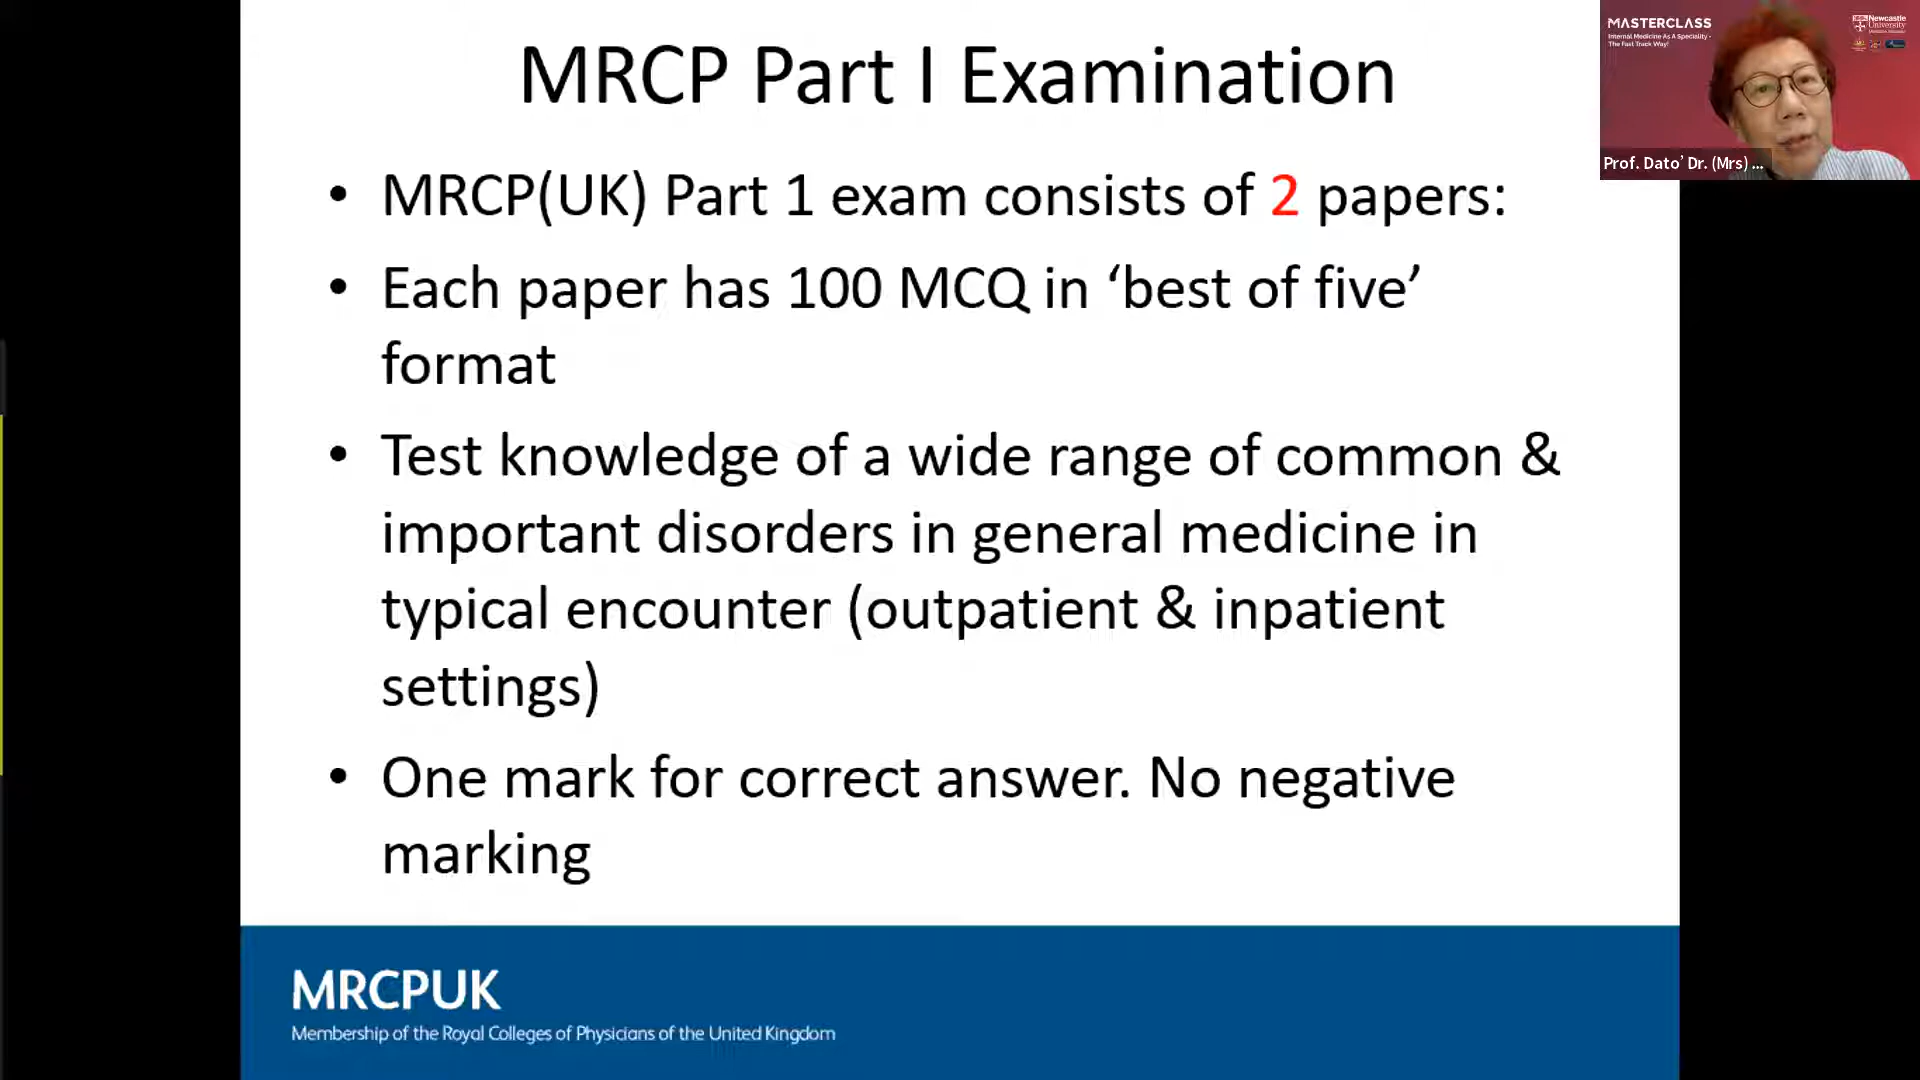 MRCP Part I Examination
• MRCP(UK) Part 1 exam consists of 2 papers:
• Each paper has 100 MCQ in ‘best of five’
format
• Test knowledge of a wide range of common &
important disorders in general medicine in
typical encounter (outpatient & inpatient
settings)
• One mark for correct answer. No negative
marking
MRCPUK
Membership of the Royal Colleges of Physicians of the United Kingdom
MASTERCLASS
Internal Medicine As A Speciality -
The Fast Track Way!
Newcastle
University
Prof. Dato’ Dr. (Mrs) ...